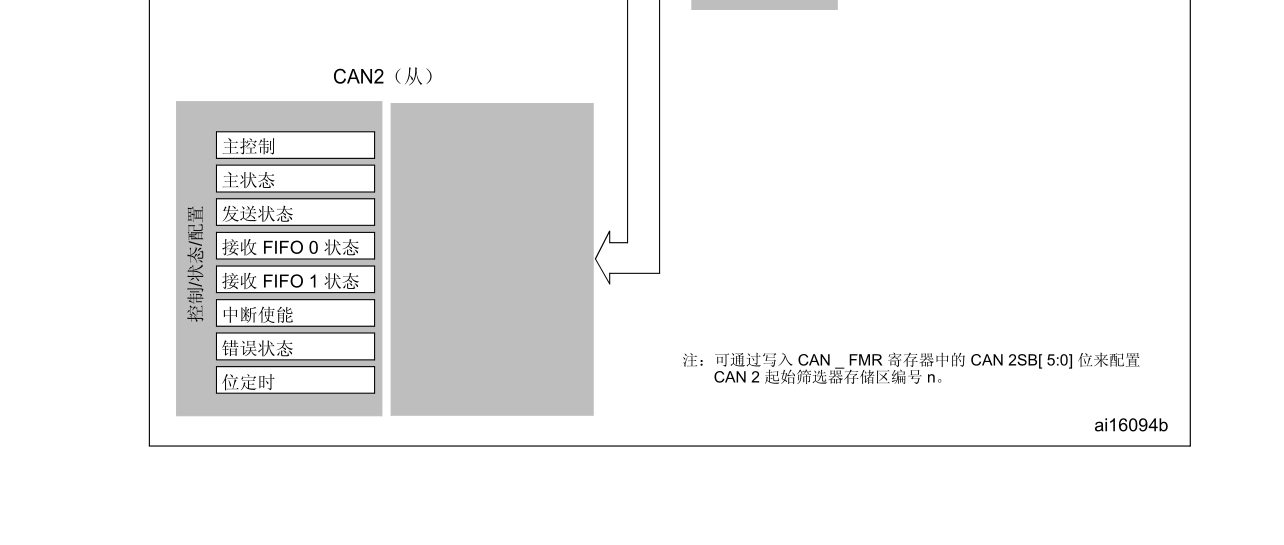 CAN2（从）
控制/状态/配置
主控制
主状态
发送状态
接收 FIFO 0 状态
接收 FIFO 1 状态
中断使能
错误状态
位定时
注：可通过写入 CAN _ FMR 寄存器中的 CAN 2SB[ 5:0] 位来配置
CAN 2 起始筛选器存储区编号 n。
ai16094b